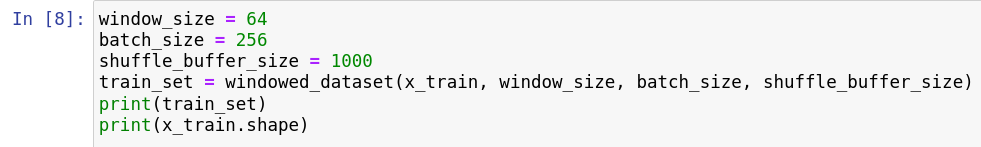 In [8]: window_size = 64
batch_size = 256
shuffle_buffer_size = 1000
train_set = windowed_dataset(x_train, window_size, batch_size, shuffle_buffer_size)
print(train_set)
print(x_train.shape)